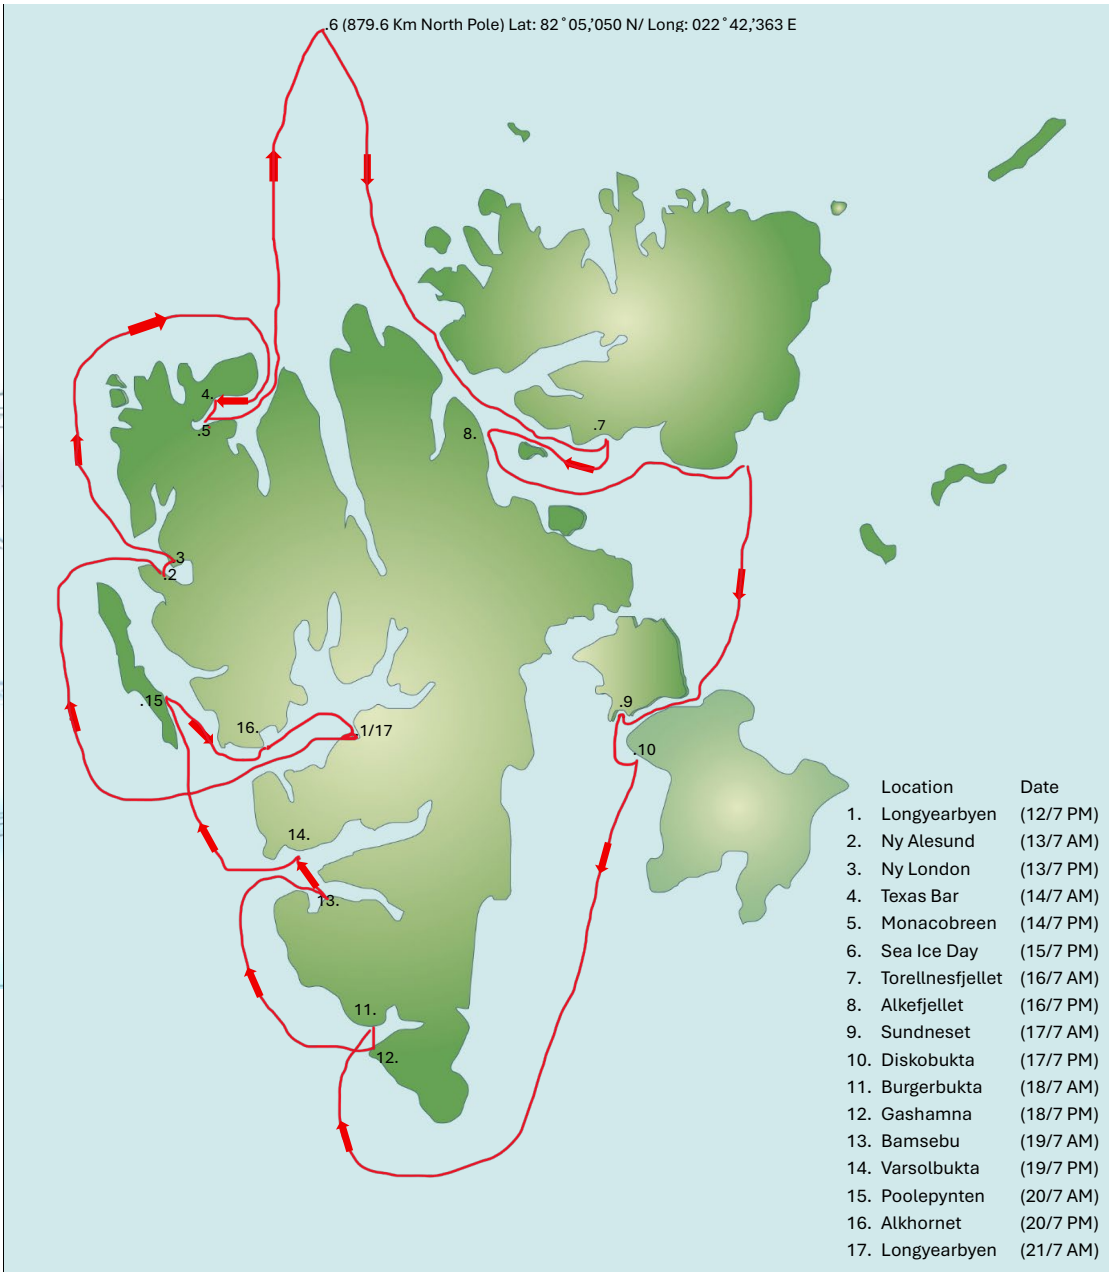 .6 (879.6 Km North Pole) Lat: 82°05,'050 N/ Long: 022°42,'363 E
4.
.5
.7
8.
.3
.2
.15
16.
.1/17
.9
.10
14.
13.
11.
12.
Location Date
1. Longyearbyen (12/7 PM)
2. Ny Alesund (13/7 AM)
3. Ny London (13/7 PM)
4. Texas Bar (14/7 AM)
5. Monacobreen (14/7 PM)
6. Sea Ice Day (15/7 PM)
7. Torellnesfjellet (16/7 AM)
8. Alkefjellet (16/7 PM)
9. Sundneset (17/7 AM)
10. Diskobukta (17/7 PM)
11. Burgerbukta (18/7 AM)
12. Gashamna (18/7 PM)
13. Bamsebu (19/7 AM)
14. Varsolbukta (19/7 PM)
15. Poolepynten (20/7 AM)
16. Alkhornet (20/7 PM)
17. Longyearbyen (21/7 AM)